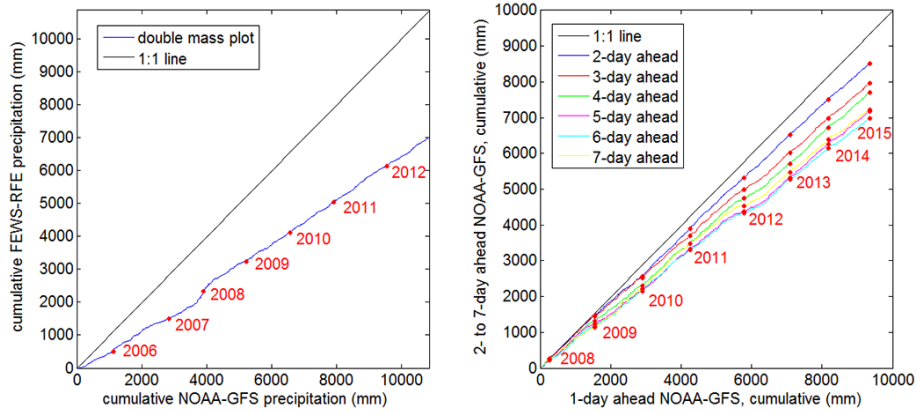 cumulative FEWS-RFE precipitation (mm)
10000
9000
8000
7000
6000
5000
4000
3000
2000
1000
0
double mass plot
1:1 line
2006
2007
2008
2009
2010
2011
2012
0 2000 4000 6000 8000 10000
cumulative NOAA-GFS precipitation (mm)
2- to 7-day ahead NOAA-GFS, cumulative (mm)
10000
9000
8000
7000
6000
5000
4000
3000
2000
1000
0
1:1 line
2-day ahead
3-day ahead
4-day ahead
5-day ahead
6-day ahead
7-day ahead
2008
2009
2010
2011
2012
2013
2014
2015
0 2000 4000 6000 8000 10000
1-day ahead NOAA-GFS, cumulative (mm)